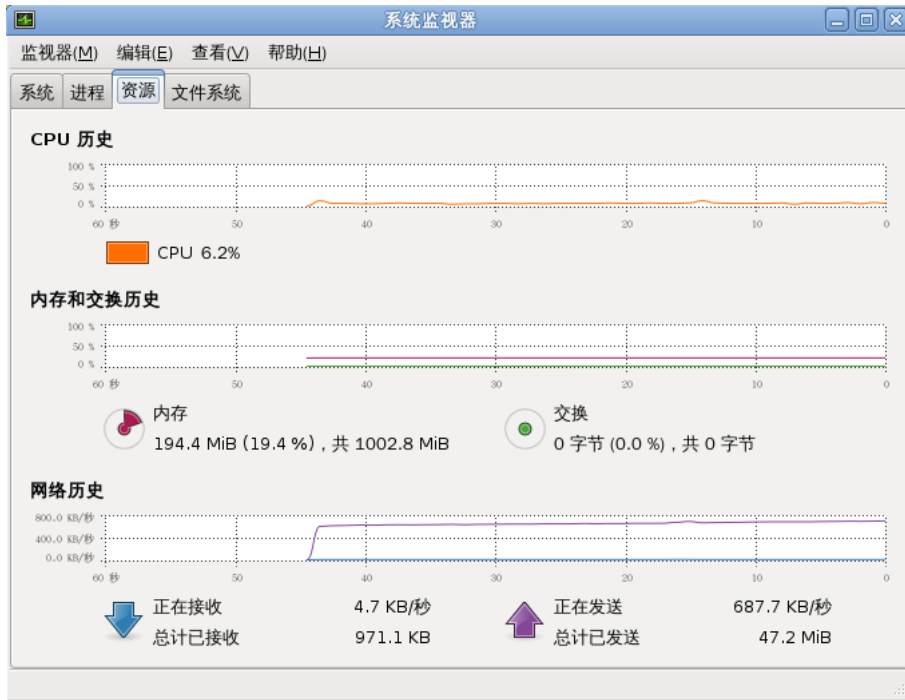 系统监视器
监视器(M) 编辑(E) 查看(V) 帮助(H)
系统 进程 资源 文件系统
CPU 历史
100 %
50 %
0 %
60 秒 50 40 30 20 10 0
CPU 6.2%
内存和交换历史
100 %
50 %
0 %
60 秒 50 40 30 20 10 0
内存
194.4 MiB (19.4 %) , 共 1002.8 MiB
交换
0 字节 (0.0 %) , 共 0 字节
网络历史
800.0 KB/秒
400.0 KB/秒
0.0 KB/秒
60 秒 50 40 30 20 10 0
正在接收 4.7 KB/秒
总计已接收 971.1 KB
正在发送 687.7 KB/秒
总计已发送 47.2 MiB